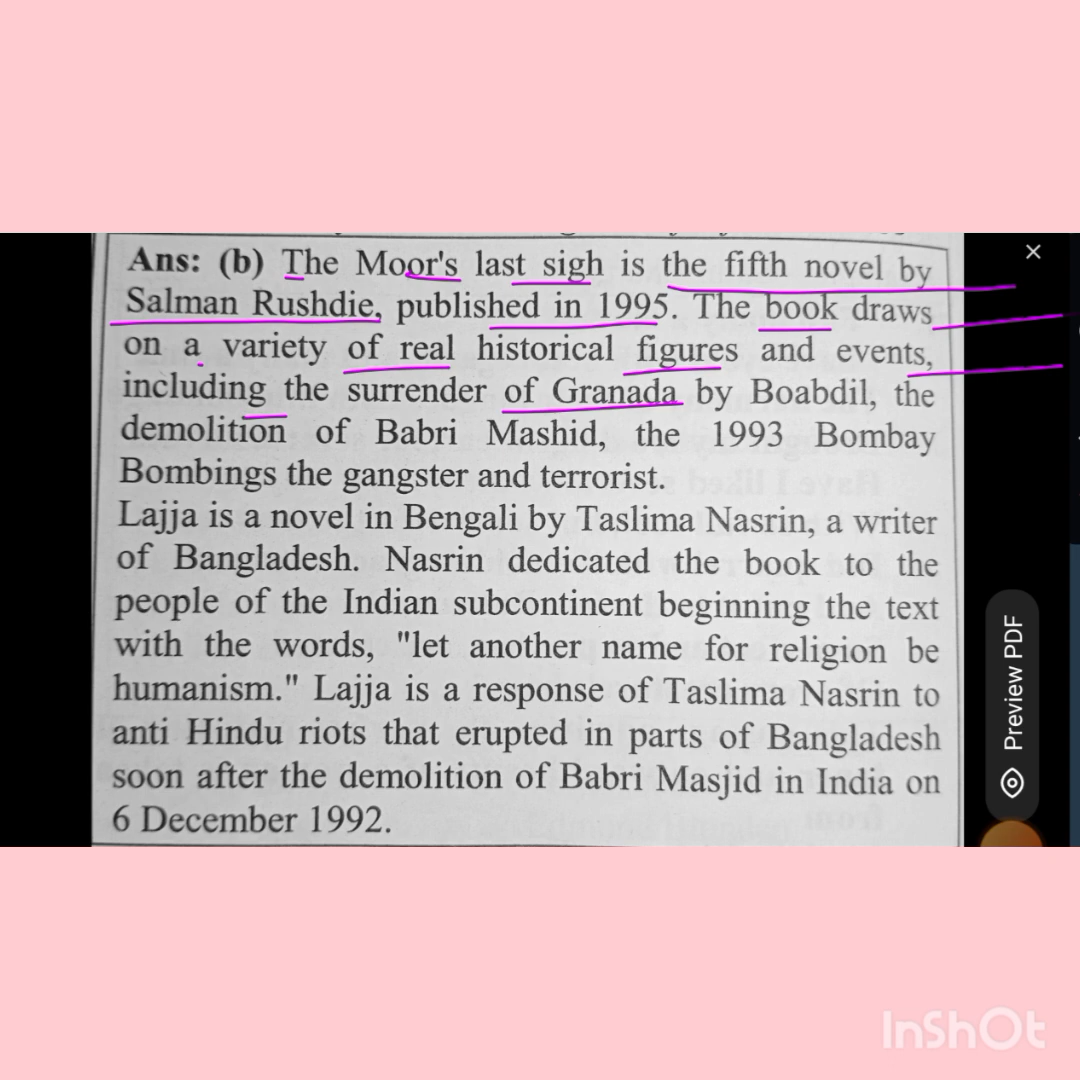 Ans: (b) The Moor's last sigh is the fifth novel by
Salman Rushdie, published in 1995. The book draws
on a variety of real historical figures and events,
including the surrender of Granada by Boabdil, the
demolition of Babri Mashid, the 1993 Bombay
Bombings the gangster and terrorist.
Lajja is a novel in Bengali by Taslima Nasrin, a writer
of Bangladesh. Nasrin dedicated the book to the
people of the Indian subcontinent beginning the text
with the words, "let another name for religion be
humanism." Lajja is a response of Taslima Nasrin to
anti Hindu riots that erupted in parts of Bangladesh
soon after the demolition of Babri Masjid in India on
6 December 1992.
Preview PDF
InShOt